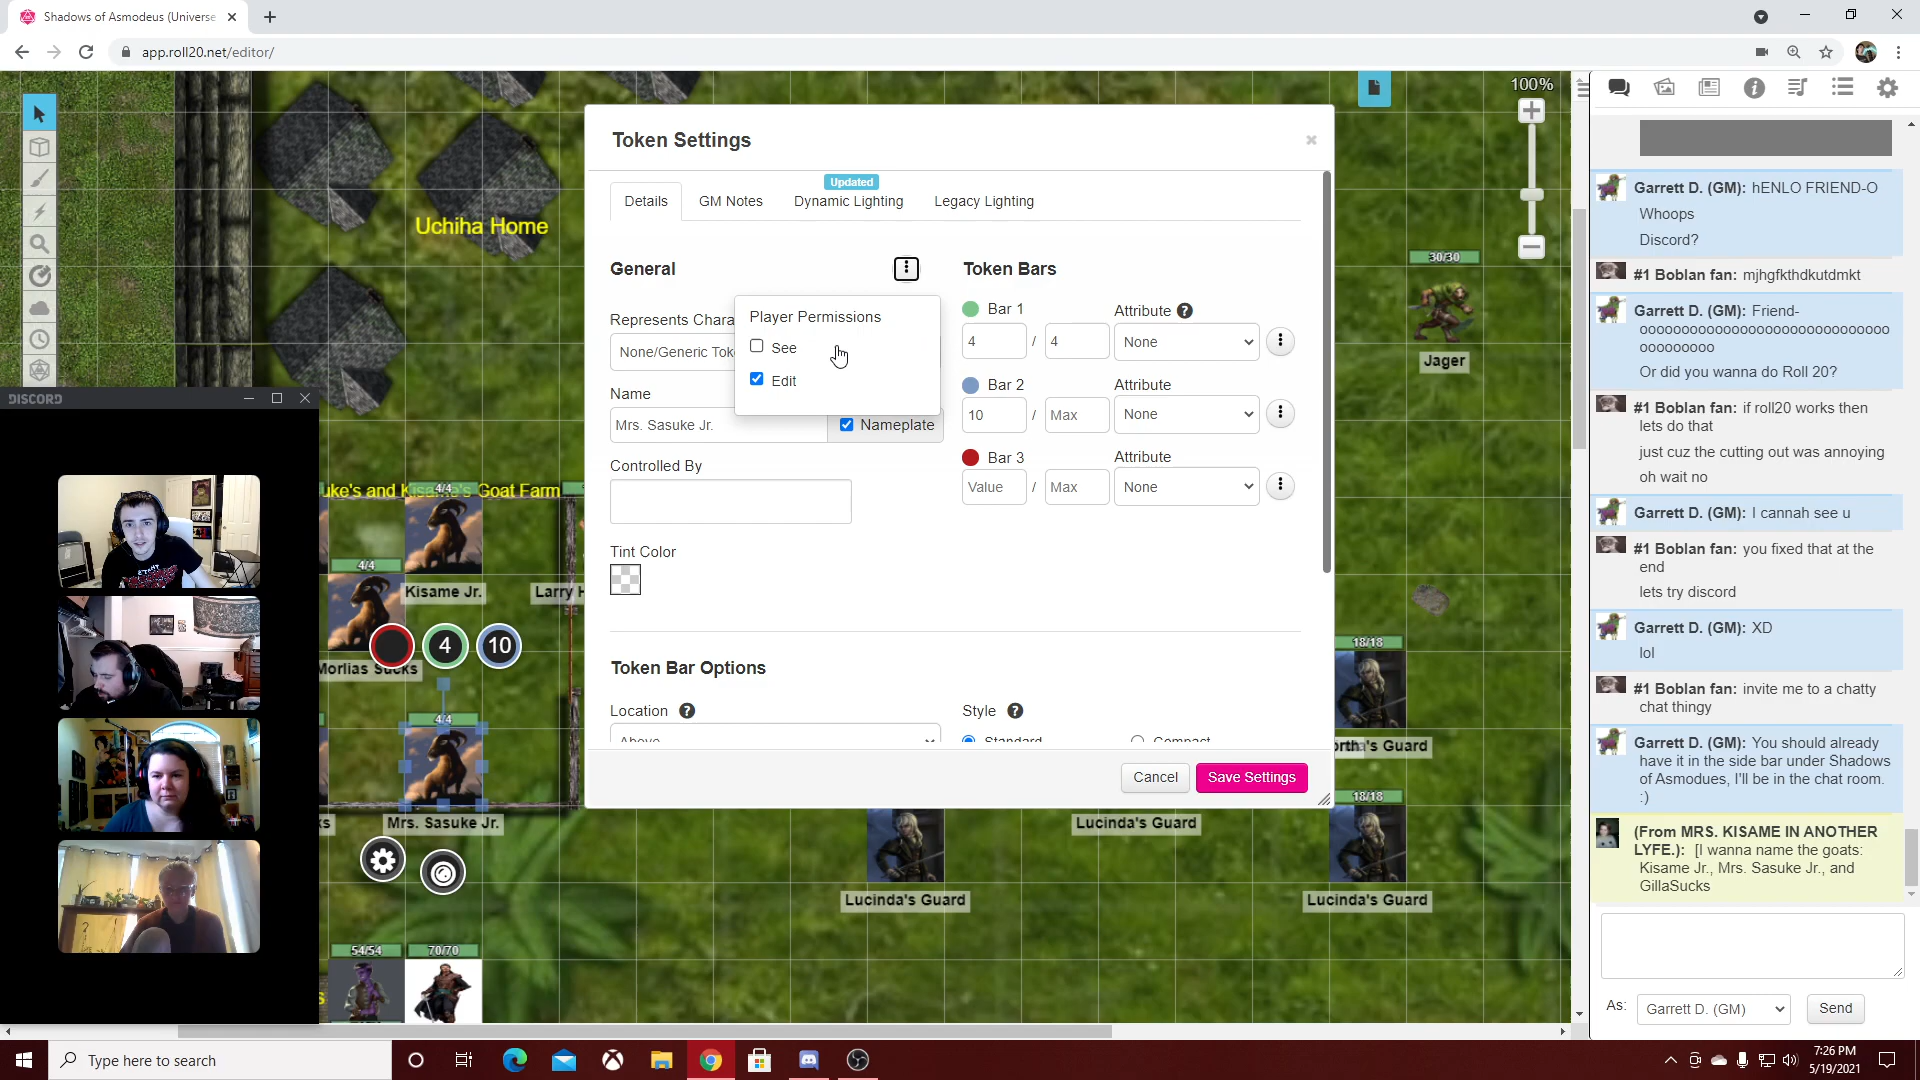 Shadows of Asmodeus (Universe
app.roll20.net/editor/
Uchiha Home
100%
Token Settings
Updated
Details
GM Notes
Dynamic Lighting
Legacy Lighting
General
Player Permissions
See
Edit
Represents Chara
None/Generic Tok
Name
Mrs. Sasuke Jr.
Nameplate
Controlled By
Tint Color
Token Bars
Bar 1
Attribute
4 / 4
None
Bar 2
Attribute
10 / Max
None
Bar 3
Attribute
Value / Max
None
Token Bar Options
Location
Above
Style
Standard
Compact
Cancel
Save Settings
30/30
Jager
DISCORD
uke's and Kisame's Goat Farm
4/4
4/4
Kisame Jr.
Larry H
4
10
Morlias Sucks
4/4
ks
Mrs. Sasuke Jr.
18/18
ortha's Guard
18/18
Lucinda's Guard
Lucinda's Guard
Lucinda's Guard
54/54
70/70
s
Garrett D. (GM): hENLO FRIEND-O
Whoops
Discord?
#1 Boblan fan: mjhgfkthdkutdmkt
Garrett D. (GM): Friend-
oooooooooooooooooooooooooooooo
ooooooooo
Or did you wanna do Roll 20?
#1 Boblan fan: if roll20 works then
lets do that
just cuz the cutting out was annoying
oh wait no
Garrett D. (GM): I cannah see u
#1 Boblan fan: you fixed that at the
end
lets try discord
Garrett D. (GM): XD
lol
#1 Boblan fan: invite me to a chatty
chat thingy
Garrett D. (GM): You should already
have it in the side bar under Shadows
of Asmodues, I'll be in the chat room.
:)
(From MRS. KISAME IN ANOTHER
LYFE.): [I wanna name the goats:
Kisame Jr., Mrs. Sasuke Jr., and
GillaSucks
As:
Garrett D. (GM)
Send
Type here to search
7:26 PM
5/19/2021